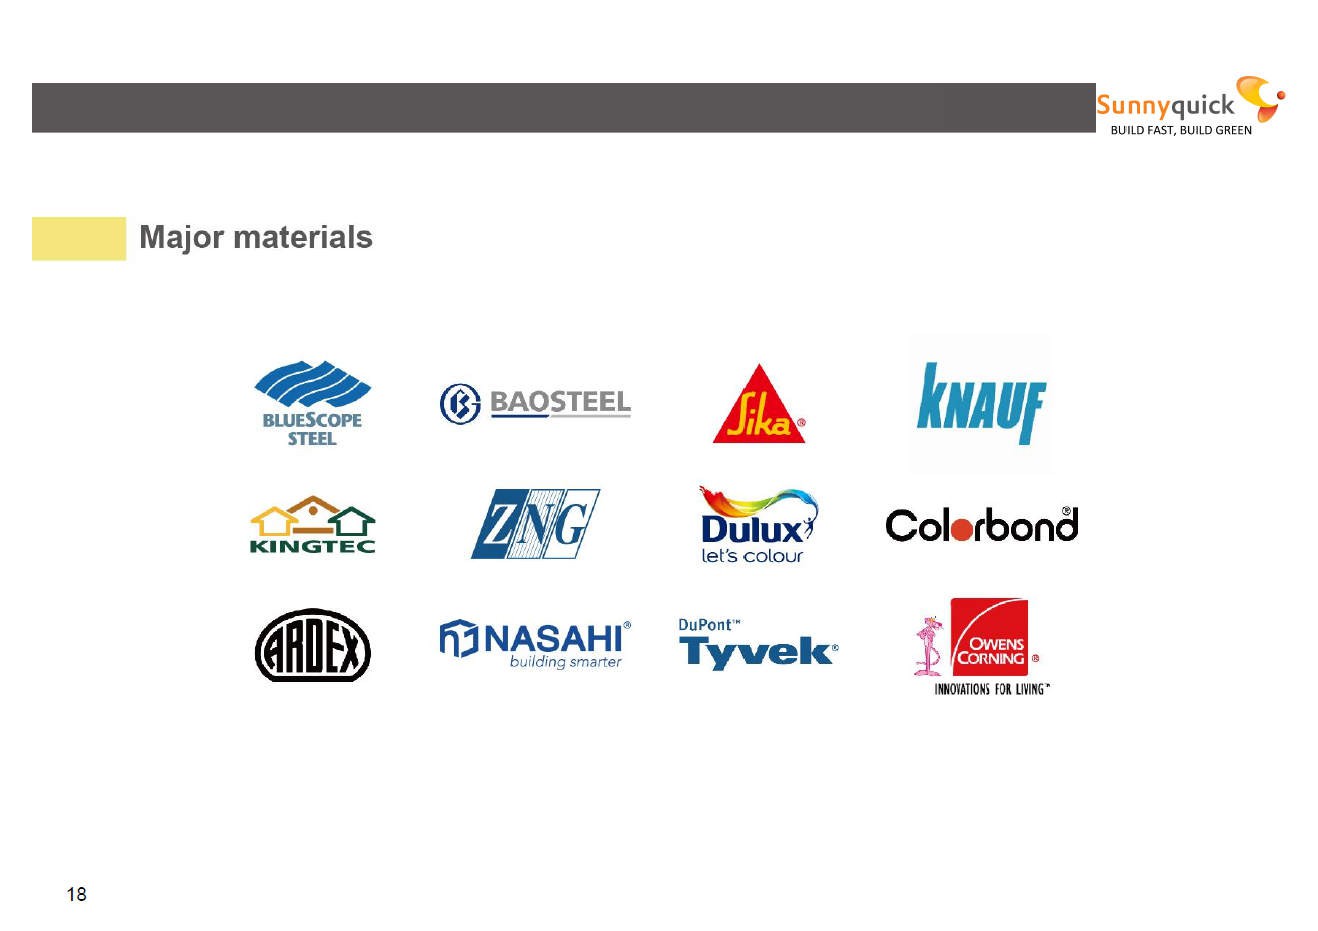 Sunnyquick
BUILD FAST, BUILD GREEN
Major materials
BLUESCOPE
STEEL
BAOSTEEL
Sika®
KNAUF
KINGTEC
ZNG
Dulux
let's colour
Colorbond®
ARDEX
NASAHI®
building smarter
DuPont™
Tyvek®
OWENS
CORNING®
INNOVATIONS FOR LIVING™
18